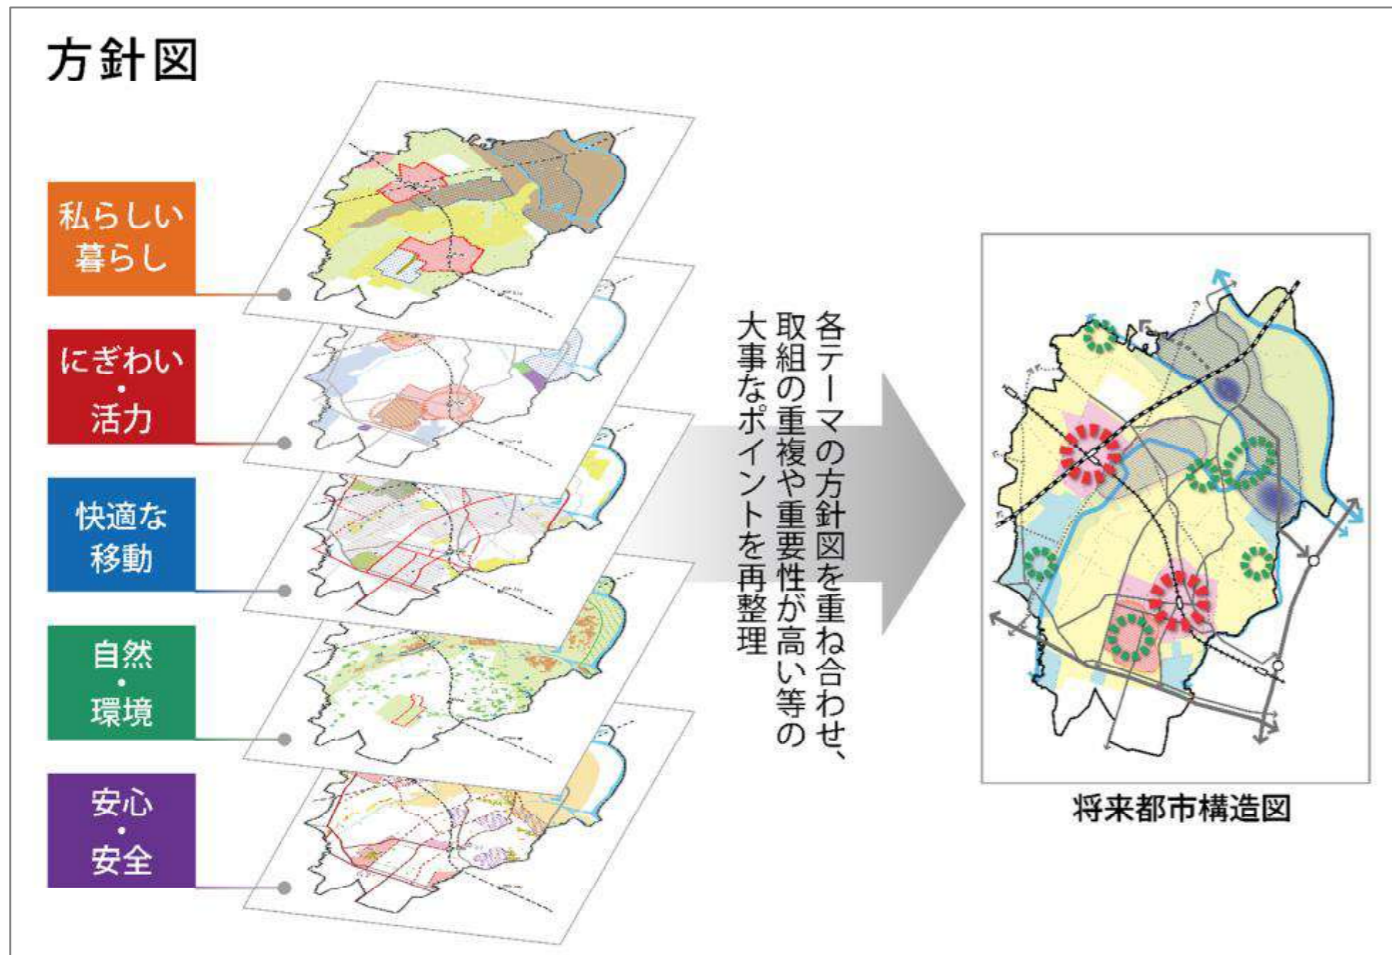 方針図
私らしい
暮らし
にぎわい
・
活力
快適な
移動
自然
・
環境
安心
・
安全
各テーマの方針図を重ね合わせ、
取組の重複や重要性が高い等の
大事なポイントを再整理
将来都市構造図